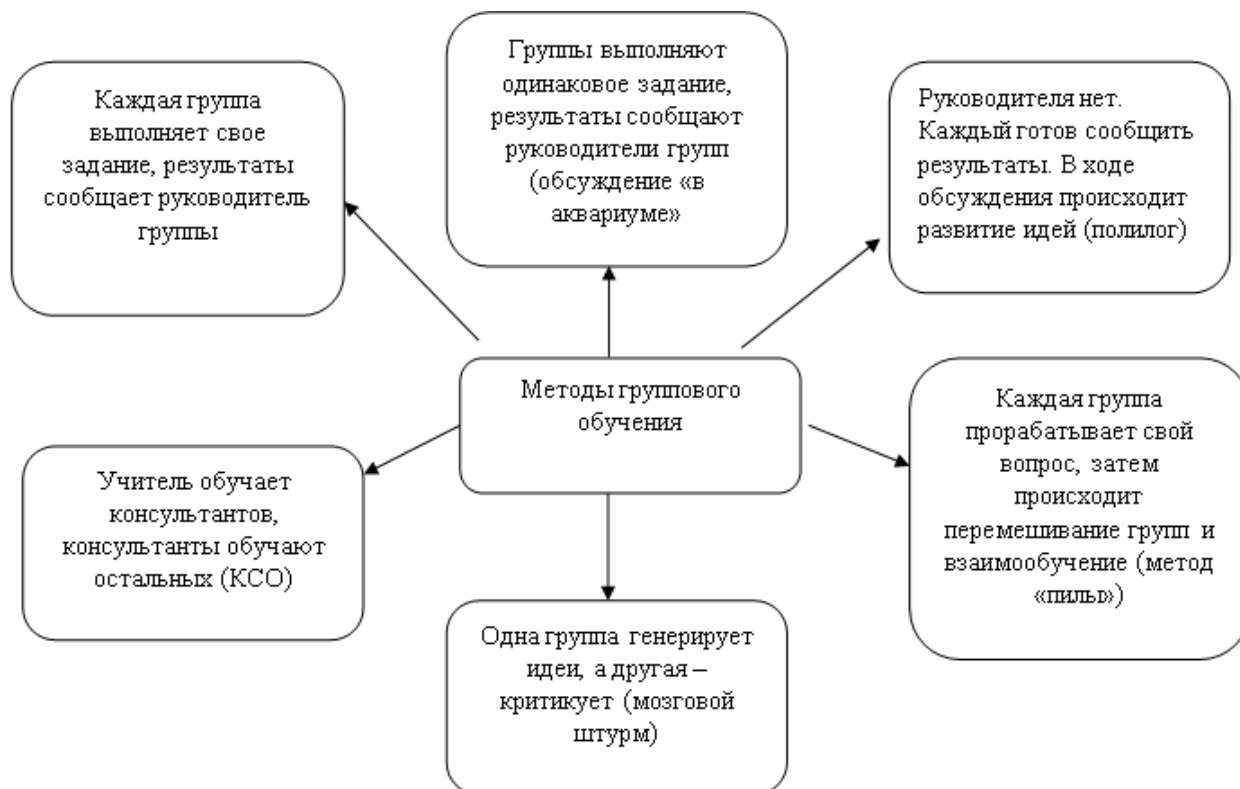 Каждая группа
выполняет свое
задание, результаты
сообщает руководитель
группы
Группы выполняют
одинаковое задание,
результаты сообщают
руководители групп
(обсуждение «в
аквариуме»
Руководителя нет.
Каждый готов сообщить
результаты. В ходе
обсуждения происходит
развитие идей (полилог)
Методы группового
обучения
Учитель обучает
консультантов,
консультанты обучают
остальных (КСО)
Одна группа генерирует
идеи, а другая –
критикует (мозговой
штурм)
Каждая группа
прорабатывает свой
вопрос, затем
происходит
перемешивание групп и
взаимообучение (метод
«пилы»)